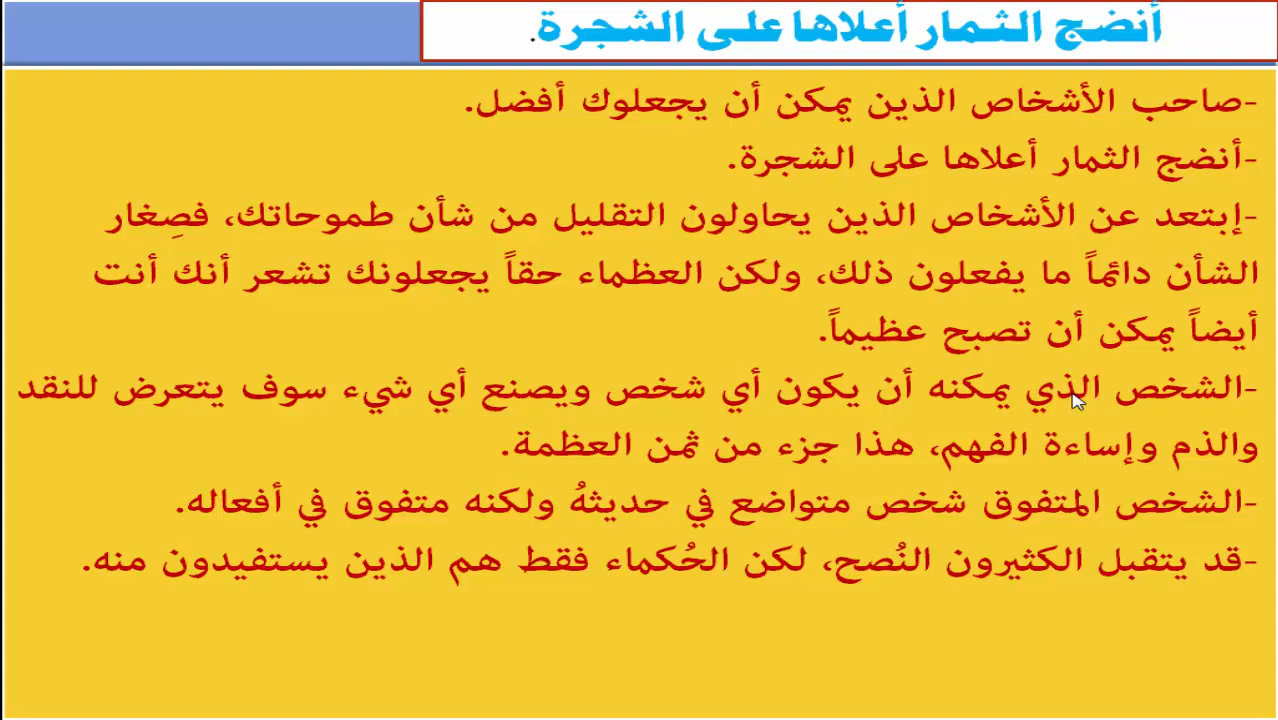 أنضج الثمار أعلاها على الشجرة.
-صاحب الأشخاص الذين يمكن أن يجعلوك أفضل.
-أنضج الثمار أعلاها على الشجرة.
-إبتعد عن الأشخاص الذين يحاولون التقليل من شأن طموحاتك، فصِغار
الشأن دائماً ما يفعلون ذلك، ولكن العظماء حقاً يجعلونك تشعر أنك أنت
أيضاً يمكن أن تصبح عظيماً.
-الشخص الذي يمكنه أن يكون أي شخص ويصنع أي شيء سوف يتعرض للنقد
والذم وإساءة الفهم، هذا جزء من ثمن العظمة.
-الشخص المتفوق شخص متواضع في حديثهُ ولكنه متفوق في أفعاله.
-قد يتقبل الكثيرون النُصح، لكن الحُكماء فقط هم الذين يستفيدون منه.